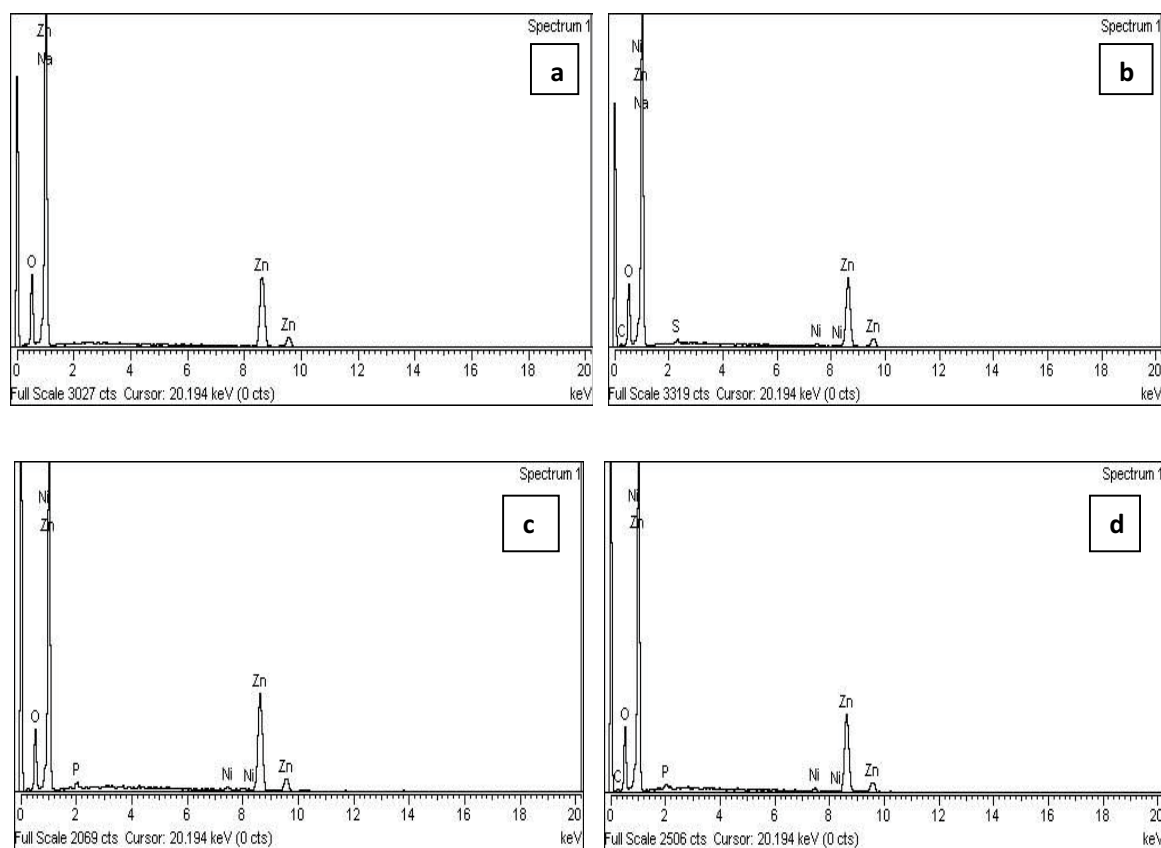 Spectrum 1
a
Zn
Na
O
Zn
Zn
0 2 4 6 8 10 12 14 16 18 20
Full Scale 3027 cts Cursor: 20.194 keV (0 cts) keV
Spectrum 1
b
Ni
Zn
Na
O
C
S
Ni
Ni
Zn
Zn
0 2 4 6 8 10 12 14 16 18 20
Full Scale 3319 cts Cursor: 20.194 keV (0 cts) keV
Spectrum 1
c
Ni
Zn
O
P
Ni
Ni
Zn
Zn
0 2 4 6 8 10 12 14 16 18 20
Full Scale 2069 cts Cursor: 20.194 keV (0 cts) keV
Spectrum 1
d
Ni
Zn
O
C
P
Ni
Ni
Zn
Zn
0 2 4 6 8 10 12 14 16 18 20
Full Scale 2506 cts Cursor: 20.194 keV (0 cts) keV